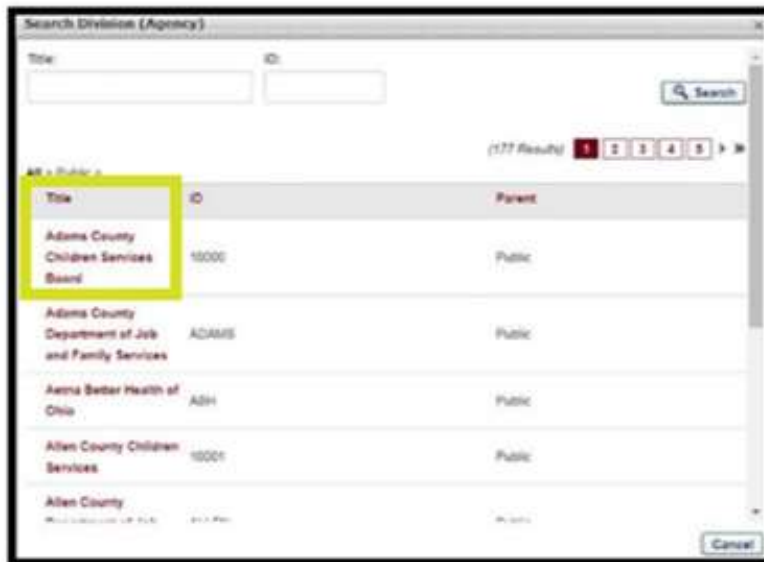 Search Division (Agency)
Title: ID:
Search
(177 Results) 1 2 3 4 5
All > Public >
Title ID Parent
Adams County
Children Services 10000 Public
Board
Adams County
Department of Job ADAMS Public
and Family Services
Aetna Better Health of
Ohio ABH Public
Allen County Children
Services 10001 Public
Allen County
Cancel